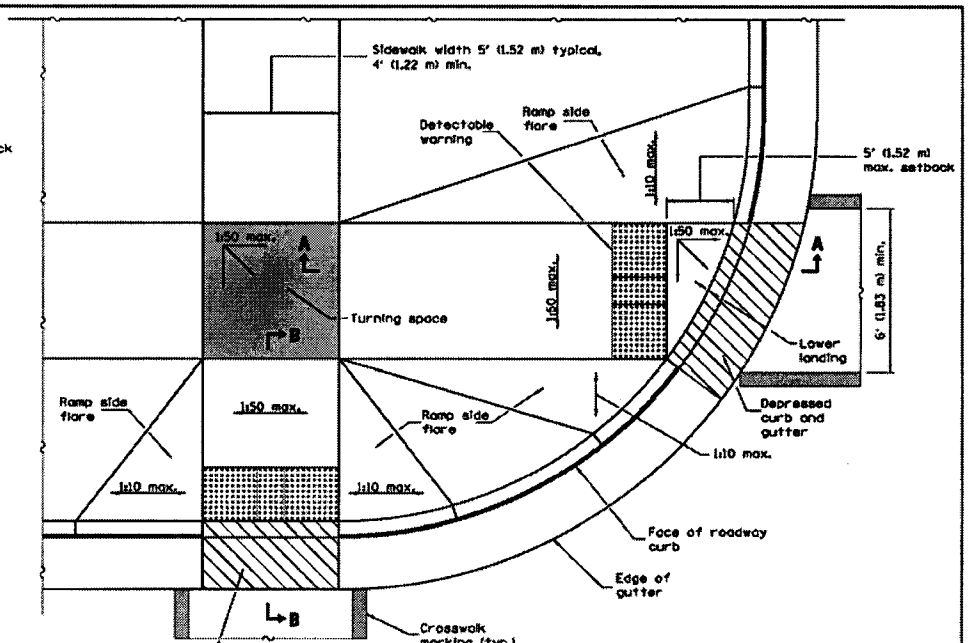 Sidewalk width 5' (1.52 m) typical,
4' (1.22 m) min.
Detectable
warning
Ramp side
flare
1:10 max.
5' (1.52 m)
max. setback
1:50 max.
A
1:50 max.
A
Turning space
B
1:50 max.
6' (1.83 m) min.
Lower
landing
Ramp side
flare
1:50 max.
Ramp side
flare
Depressed
curb and
gutter
1:10 max.
1:10 max.
1:10 max.
Face of roadway
curb
Edge of
gutter
B
Crosswalk
marking (typ.)